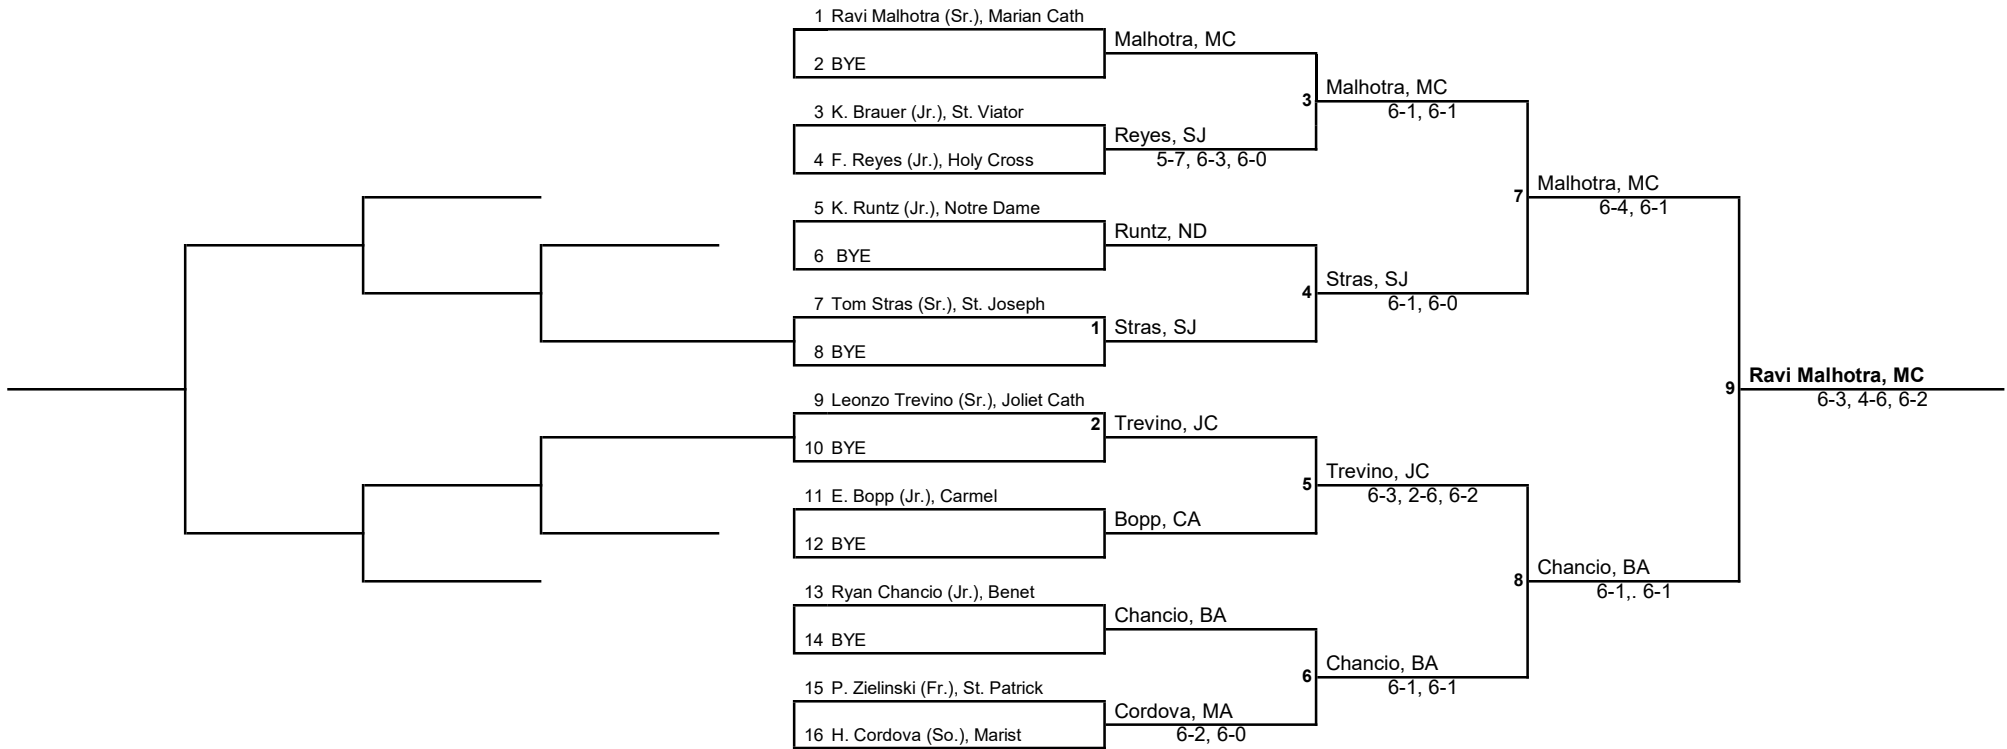 1 Ravi Malhotra (Sr.), Marian Cath
Malhotra, MC
2 BYE
Malhotra, MC
3
6-1, 6-1
3 K. Brauer (Jr.), St. Viator
Reyes, SJ
4 F. Reyes (Jr.), Holy Cross
5-7, 6-3, 6-0
Malhotra, MC
7
6-4, 6-1
5 K. Runtz (Jr.), Notre Dame
Runtz, ND
6 BYE
Stras, SJ
4
6-1, 6-0
7 Tom Stras (Sr.), St. Joseph
1 Stras, SJ
8 BYE
Ravi Malhotra, MC
9
6-3, 4-6, 6-2
9 Leonzo Trevino (Sr.), Joliet Cath
2 Trevino, JC
10 BYE
Trevino, JC
5
6-3, 2-6, 6-2
11 E. Bopp (Jr.), Carmel
Bopp, CA
12 BYE
Chancio, BA
8
6-1,. 6-1
13 Ryan Chancio (Jr.), Benet
Chancio, BA
14 BYE
Chancio, BA
6
6-1, 6-1
15 P. Zielinski (Fr.), St. Patrick
Cordova, MA
16 H. Cordova (So.), Marist
6-2, 6-0